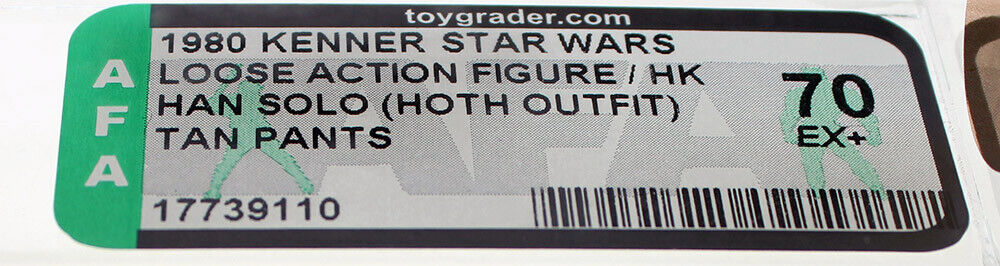 toygrader.com
AFA
1980 KENNER STAR WARS
LOOSE ACTION FIGURE / HK
HAN SOLO (HOTH OUTFIT)
TAN PANTS
70
EX+
17739110
AFA